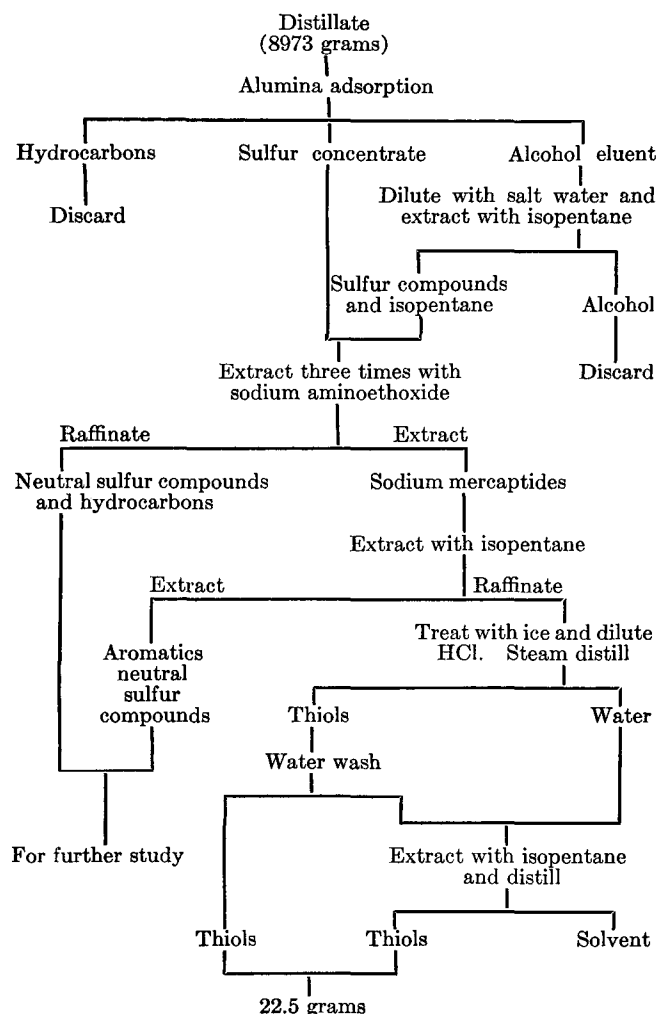 Distillate
(8973 grams)
Alumina adsorption
Hydrocarbons
Sulfur concentrate
Alcohol eluent
Discard
Dilute with salt water and
extract with isopentane
Sulfur compounds
and isopentane
Alcohol
Discard
Extract three times with
sodium aminoethoxide
Raffinate
Extract
Neutral sulfur compounds
and hydrocarbons
Sodium mercaptides
Extract with isopentane
Extract
Raffinate
Aromatics
neutral
sulfur
compounds
Treat with ice and dilute
HCl. Steam distill
Thiols
Water
Water wash
For further study
Extract with isopentane
and distill
Thiols
Thiols
Solvent
22.5 grams